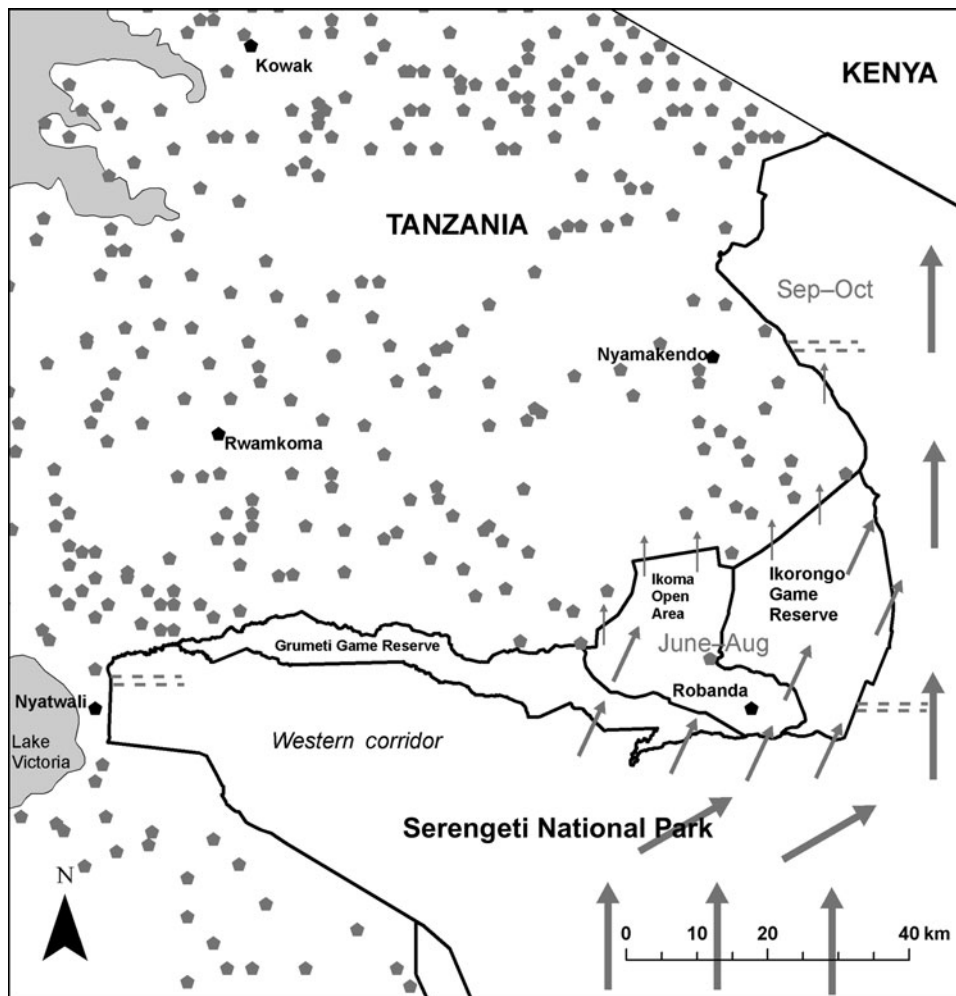 Kowak
KENYA
TANZANIA
Sep–Oct
Nyamakendo
Rwamkoma
Ikoma
Open
Area
Ikorongo
Game
Reserve
June–Aug
Grumeti Game Reserve
Robanda
Nyatwali
Lake
Victoria
Western corridor
Serengeti National Park
N
0 10 20 40 km